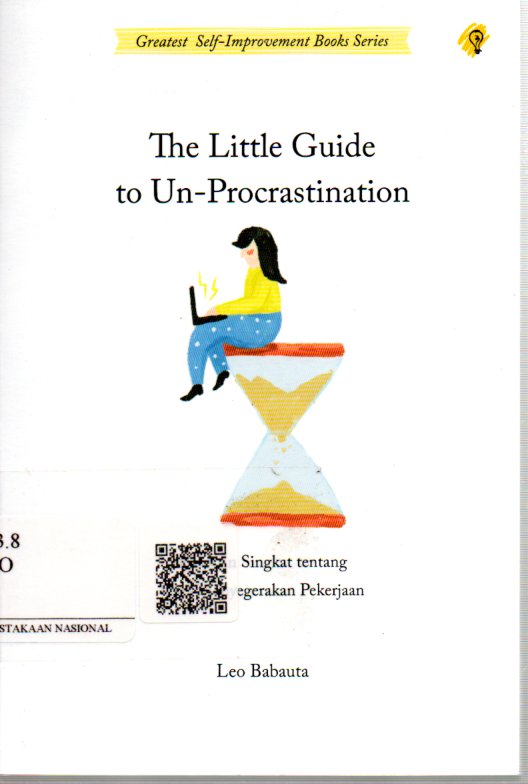 Greatest Self-Improvement Books Series
The Little Guide
to Un-Procrastination
3.8
O
STAKAAN NASIONAL
Singkat tentang
egerakan Pekerjaan
Leo Babauta